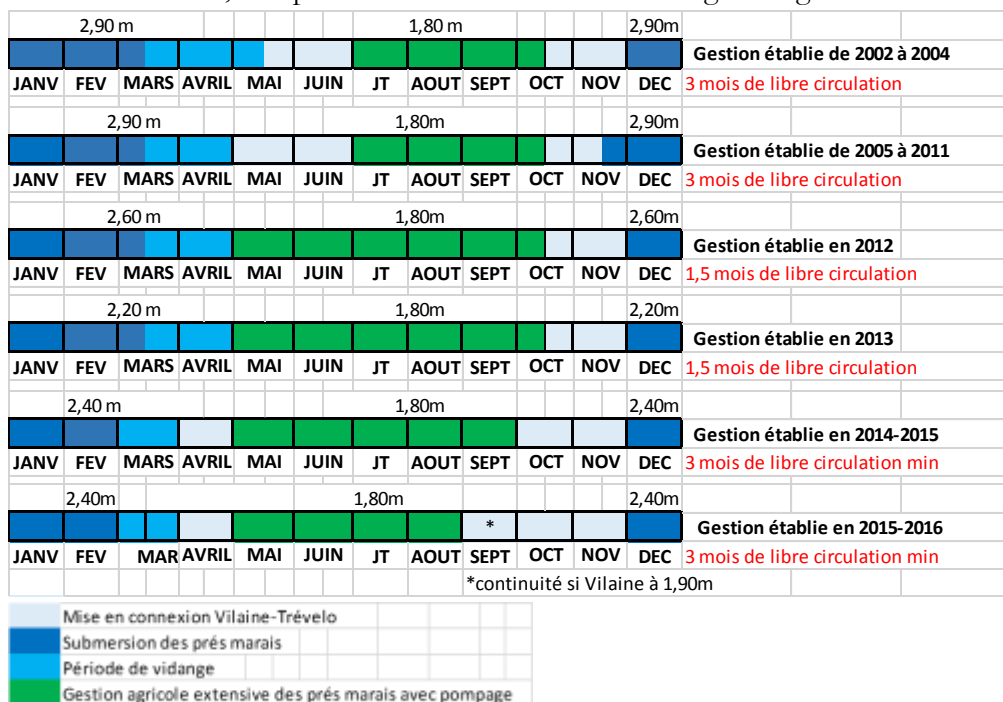 2,90 m 1,80 m 2,90m
Gestion établie de 2002 à 2004
JANV FEV MARS AVRIL MAI JUIN JT AOUT SEPT OCT NOV DEC 3 mois de libre circulation
2,90 m 1,80m 2,90m
Gestion établie de 2005 à 2011
JANV FEV MARS AVRIL MAI JUIN JT AOUT SEPT OCT NOV DEC 3 mois de libre circulation
2,60 m 1,80m 2,60m
Gestion établie en 2012
JANV FEV MARS AVRIL MAI JUIN JT AOUT SEPT OCT NOV DEC 1,5 mois de libre circulation
2,20 m 1,80m 2,20m
Gestion établie en 2013
JANV FEV MARS AVRIL MAI JUIN JT AOUT SEPT OCT NOV DEC 1,5 mois de libre circulation
2,40 m 1,80m 2,40m
Gestion établie en 2014-2015
JANV FEV MARS AVRIL MAI JUIN JT AOUT SEPT OCT NOV DEC 3 mois de libre circulation min
2,40m 1,80m 2,40m
* Gestion établie en 2015-2016
JANV FEV MAR AVRIL MAI JUIN JT AOUT SEPT OCT NOV DEC 3 mois de libre circulation min
*continuité si Vilaine à 1,90m
Mise en connexion Vilaine-Trévelo
Submersion des prés marais
Période de vidange
Gestion agricole extensive des prés marais avec pompage